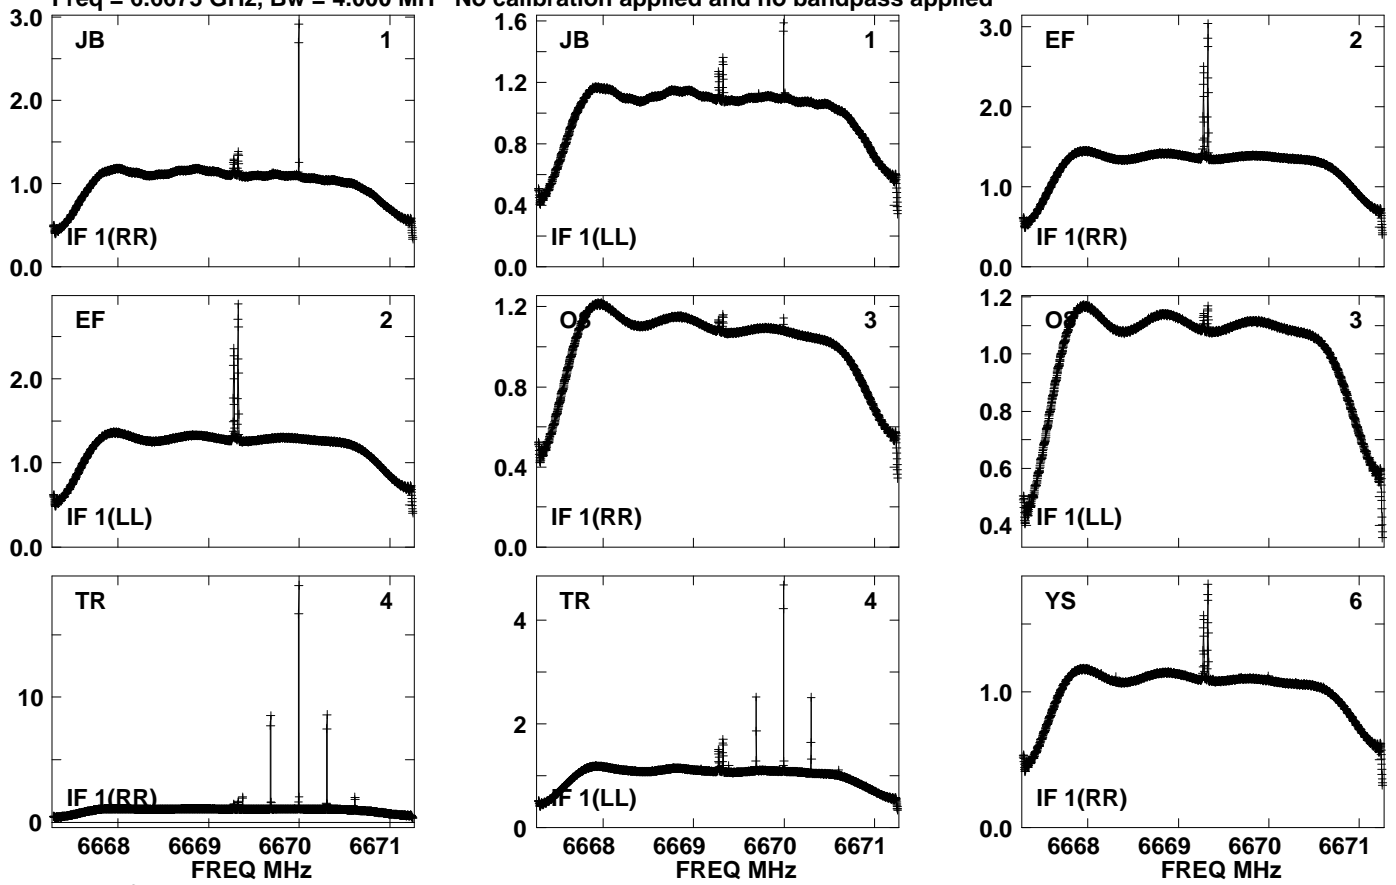 Freq = 6.6675 GHz, Bw = 4.000 MH No calibration applied and no bandpass applied
3.0 JB 1
2.0
1.0
IF 1(RR)
0.0
1.6 JB 1
1.2
0.8
0.4
IF 1(LL)
0.0
3.0 EF 2
2.0
1.0
IF 1(RR)
0.0
EF 2
2.0
1.0
IF 1(LL)
0.0
1.2 OS 3
0.8
0.4
IF 1(RR)
0.0
1.2 OS 3
1.0
0.8
0.6
0.4 IF 1(LL)
TR 4
10
IF 1(RR)
0
6668 6669 6670 6671
FREQ MHz
TR 4
4
2
IF 1(LL)
0
6668 6669 6670 6671
FREQ MHz
YS 6
1.0
IF 1(RR)
0.0
6668 6669 6670 6671
FREQ MHz